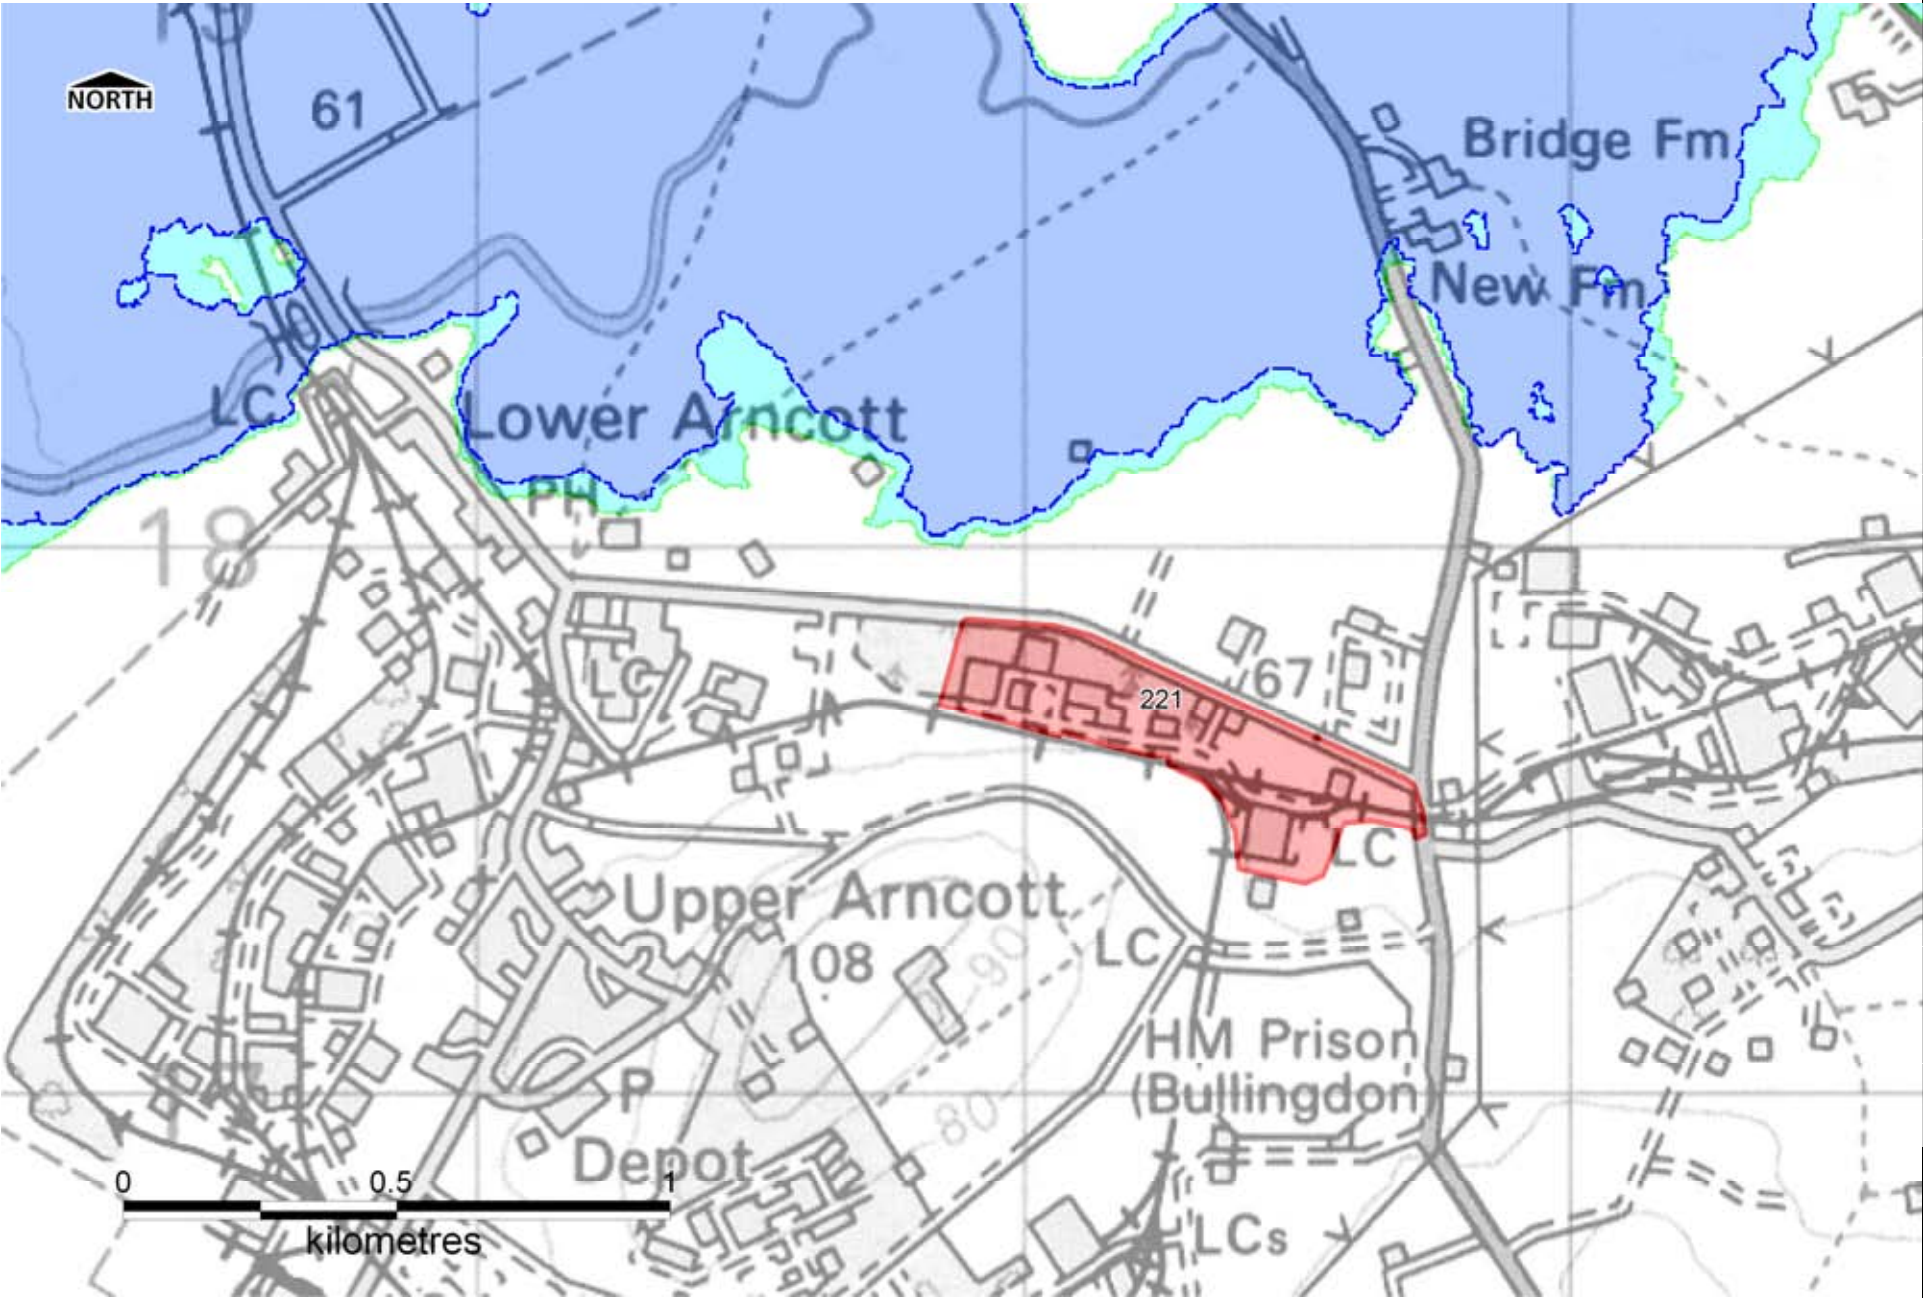 NORTH
61
Bridge Fm
New Fm
LC
Lower Arncott
PH
18
LC
221
67
LC
Upper Arncott
108
90
LC
HM Prison
(Bullingdon)
80
P
Depot
0 0.5 1
kilometres
LCs